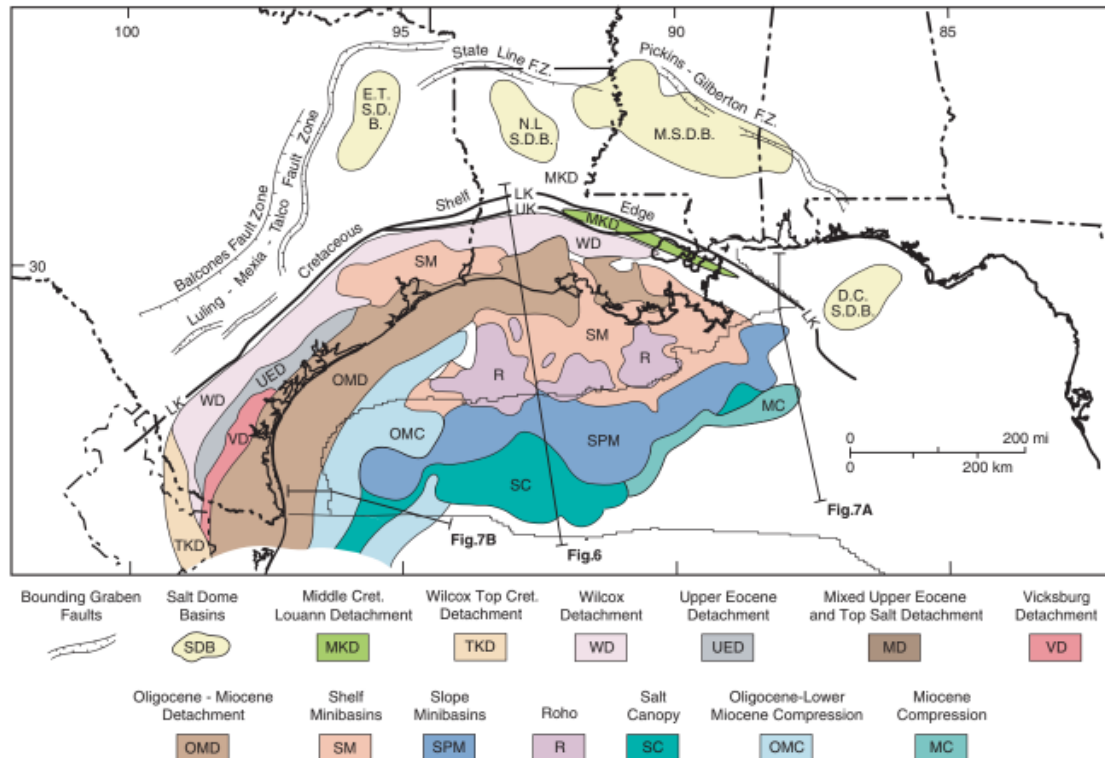 100
95
90
85
State Line F.Z.
Pickins - Gilberton F.Z.
E.T.
S.D.
B.
N.L
S.D.B.
M.S.D.B.
Balcones Fault Zone
Luling - Mexia - Talco Fault Zone
MKD
Cretaceous Shelf Edge
LK
UK
MKD
WD
30
SM
D.C.
S.D.B.
LK
SM
R
R
UED
OMD
LK
WD
VD
OMC
MC
SPM
0 200 mi
0 200 km
SC
Fig.7A
TKD
Fig.7B
Fig.6
Bounding Graben
Faults
Salt Dome
Basins
SDB
Middle Cret.
Louann Detachment
MKD
Wilcox Top Cret.
Detachment
TKD
Wilcox
Detachment
WD
Upper Eocene
Detachment
UED
Mixed Upper Eocene
and Top Salt Detachment
MD
Vicksburg
Detachment
VD
Oligocene - Miocene
Detachment
OMD
Shelf
Minibasins
SM
Slope
Minibasins
SPM
Roho
R
Salt
Canopy
SC
Oligocene-Lower
Miocene Compression
OMC
Miocene
Compression
MC